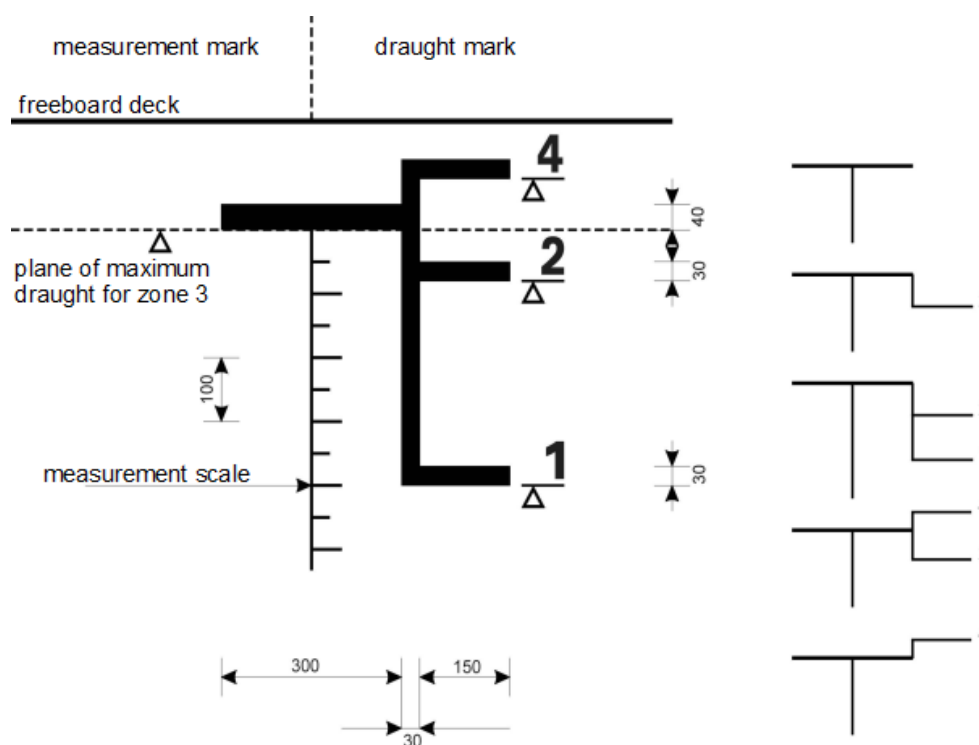 measurement mark
draught mark
freeboard deck
4
40
plane of maximum
draught for zone 3
2
30
100
1
measurement scale
30
300
150
30